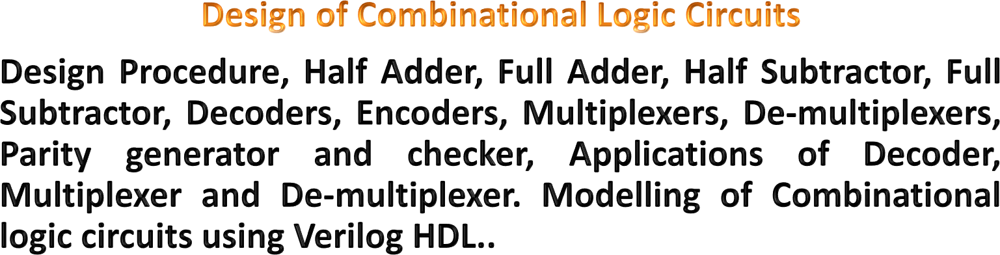 Design of Combinational Logic Circuits
Design Procedure, Half Adder, Full Adder, Half Subtractor, Full
Subtractor, Decoders, Encoders, Multiplexers, De-multiplexers,
Parity generator and checker, Applications of Decoder,
Multiplexer and De-multiplexer. Modelling of Combinational
logic circuits using Verilog HDL..